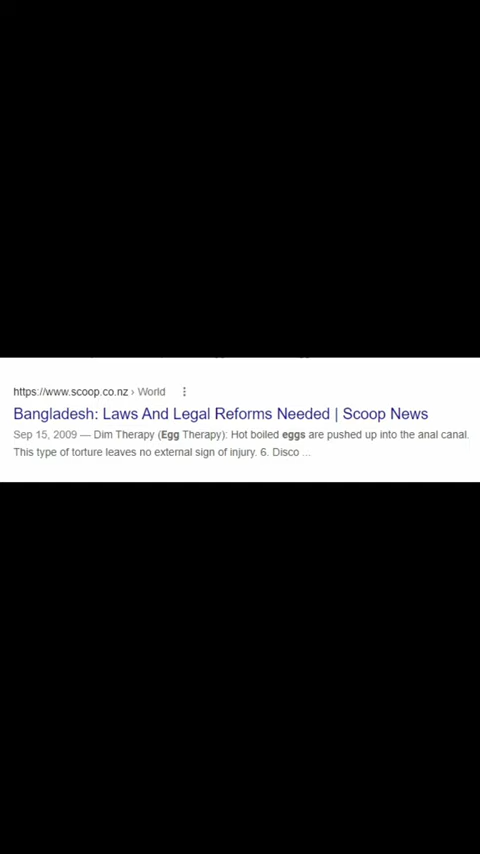 https://www.scoop.co.nz › World
Bangladesh: Laws And Legal Reforms Needed | Scoop News
Sep 15, 2009 — Dim Therapy (Egg Therapy): Hot boiled eggs are pushed up into the anal canal.
This type of torture leaves no external sign of injury. 6. Disco ...